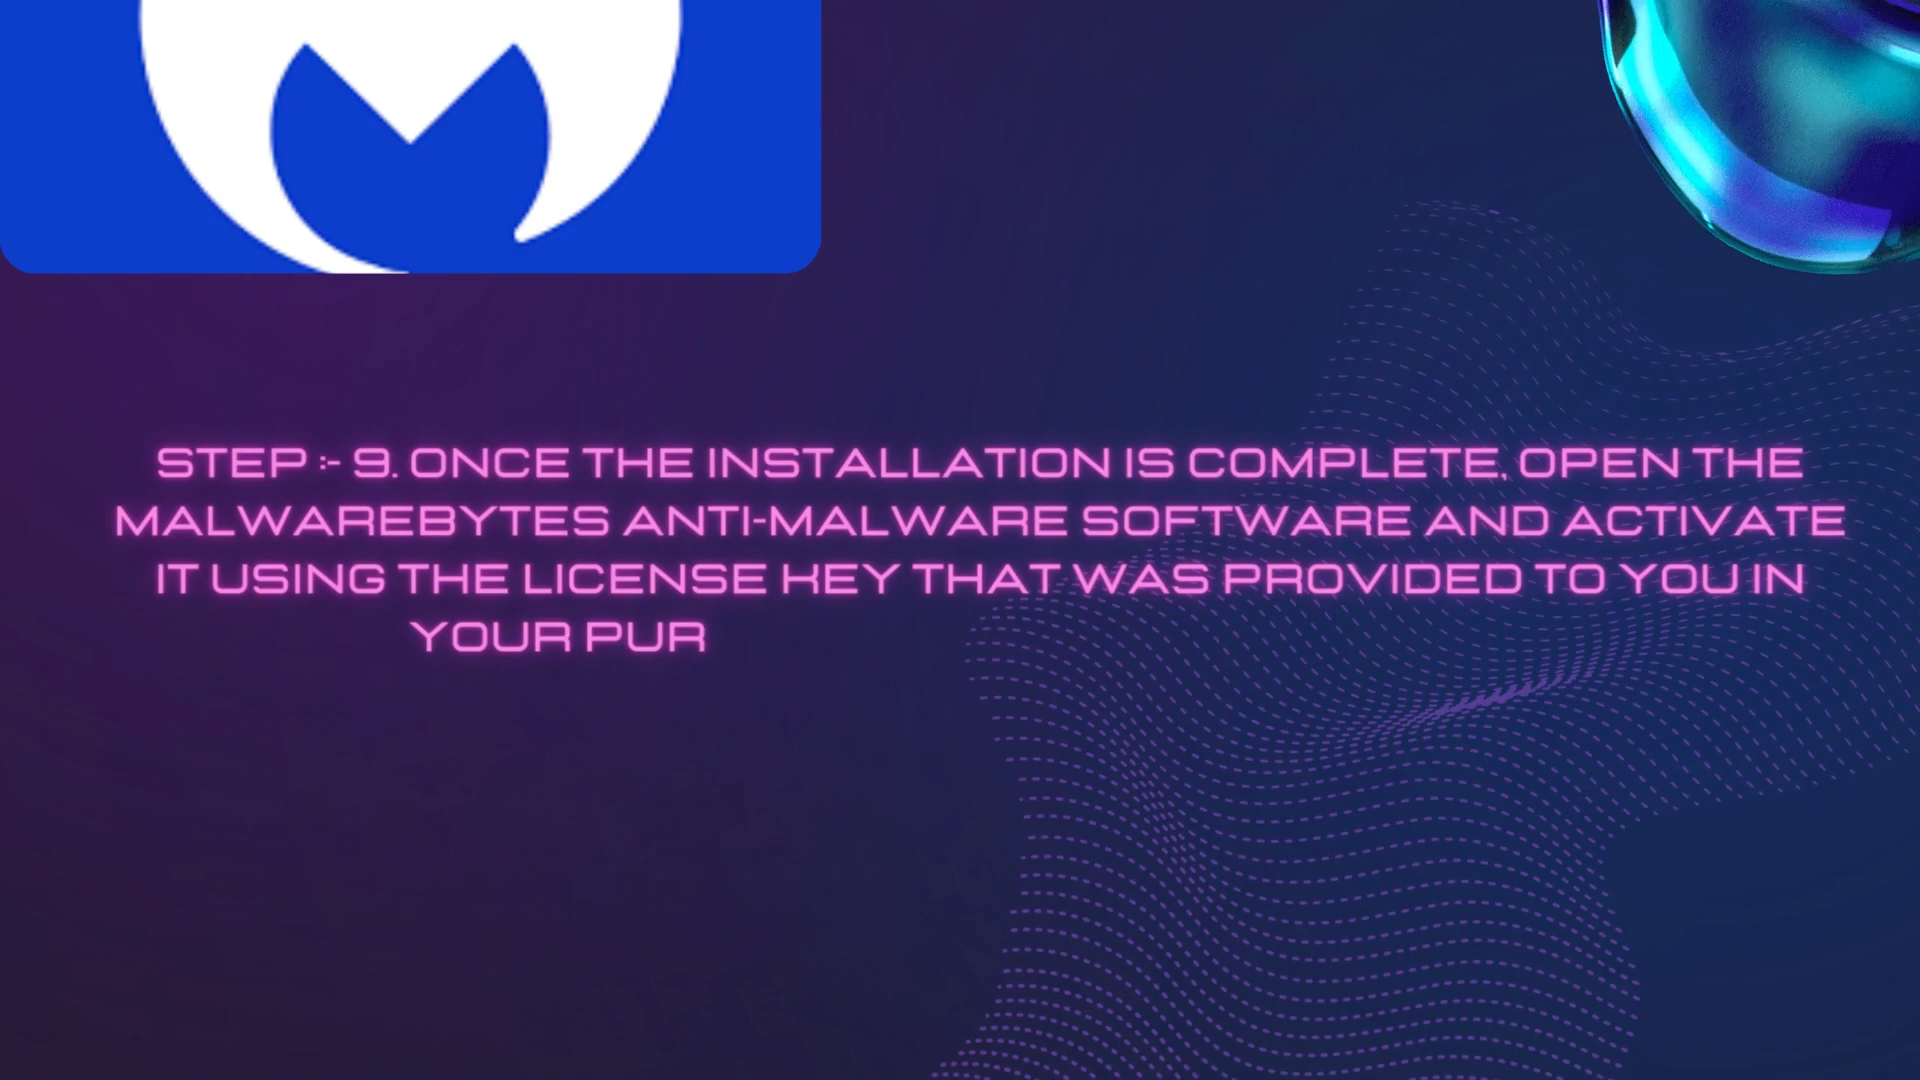 STEP :- 9. ONCE THE INSTALLATION IS COMPLETE, OPEN THE
MALWAREBYTES ANTI-MALWARE SOFTWARE AND ACTIVATE
IT USING THE LICENSE KEY THAT WAS PROVIDED TO YOU IN
YOUR PUR